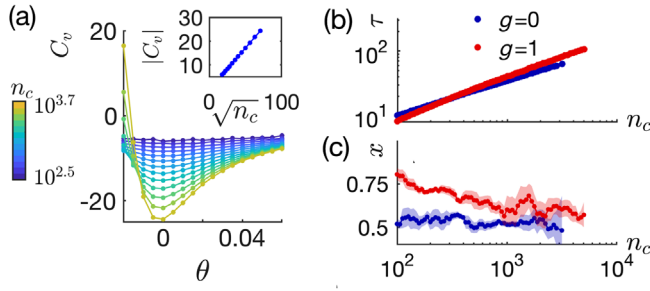 (a)
C_v
20
0
-20
n_c
10^3.7
10^2.5
|C_v|
30
20
10
0
√n_c
100
0
0.04
θ
(b)
τ
10^2
10^1
g=0
g=1
n_c
(c)
x
0.75
0.5
10^2
10^3
10^4
n_c